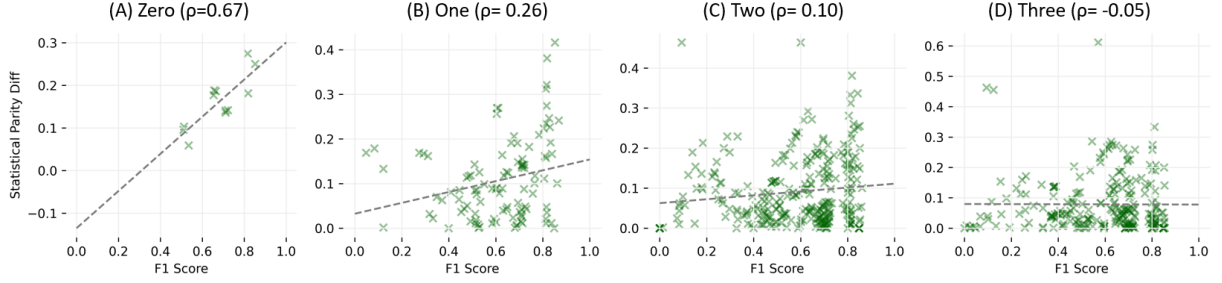 (A) Zero (ρ=0.67)
(B) One (ρ= 0.26)
(C) Two (ρ= 0.10)
(D) Three (ρ= -0.05)
Statistical Parity Diff
0.3
0.2
0.1
0.0
−0.1
0.0 0.2 0.4 0.6 0.8 1.0
F1 Score
0.4
0.3
0.2
0.1
0.0
0.0 0.2 0.4 0.6 0.8 1.0
F1 Score
0.4
0.3
0.2
0.1
0.0
0.0 0.2 0.4 0.6 0.8 1.0
F1 Score
0.6
0.5
0.4
0.3
0.2
0.1
0.0
0.0 0.2 0.4 0.6 0.8 1.0
F1 Score